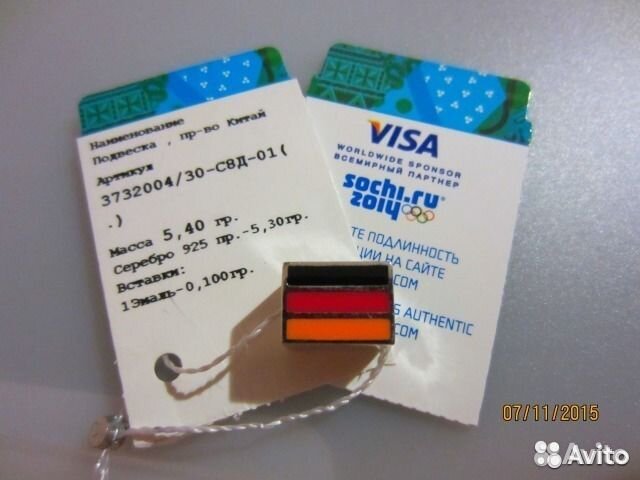 Наименование
Подвеска , пр-во Китай
Артикул
3732004/30-С8Д-01(
.)
Масса 5,40 гр.
Серебро 925 пр.-5,30гр.
Вставки:
1Эмаль-0,100гр.
VISA
WORLDWIDE SPONSOR
ВСЕМИРНЫЙ ПАРТНЕР
sochi.ru
2014
ПОДЛИННОСТЬ
НА САЙТЕ
COM
AUTHENTIC
COM
07/11/2015
Avito